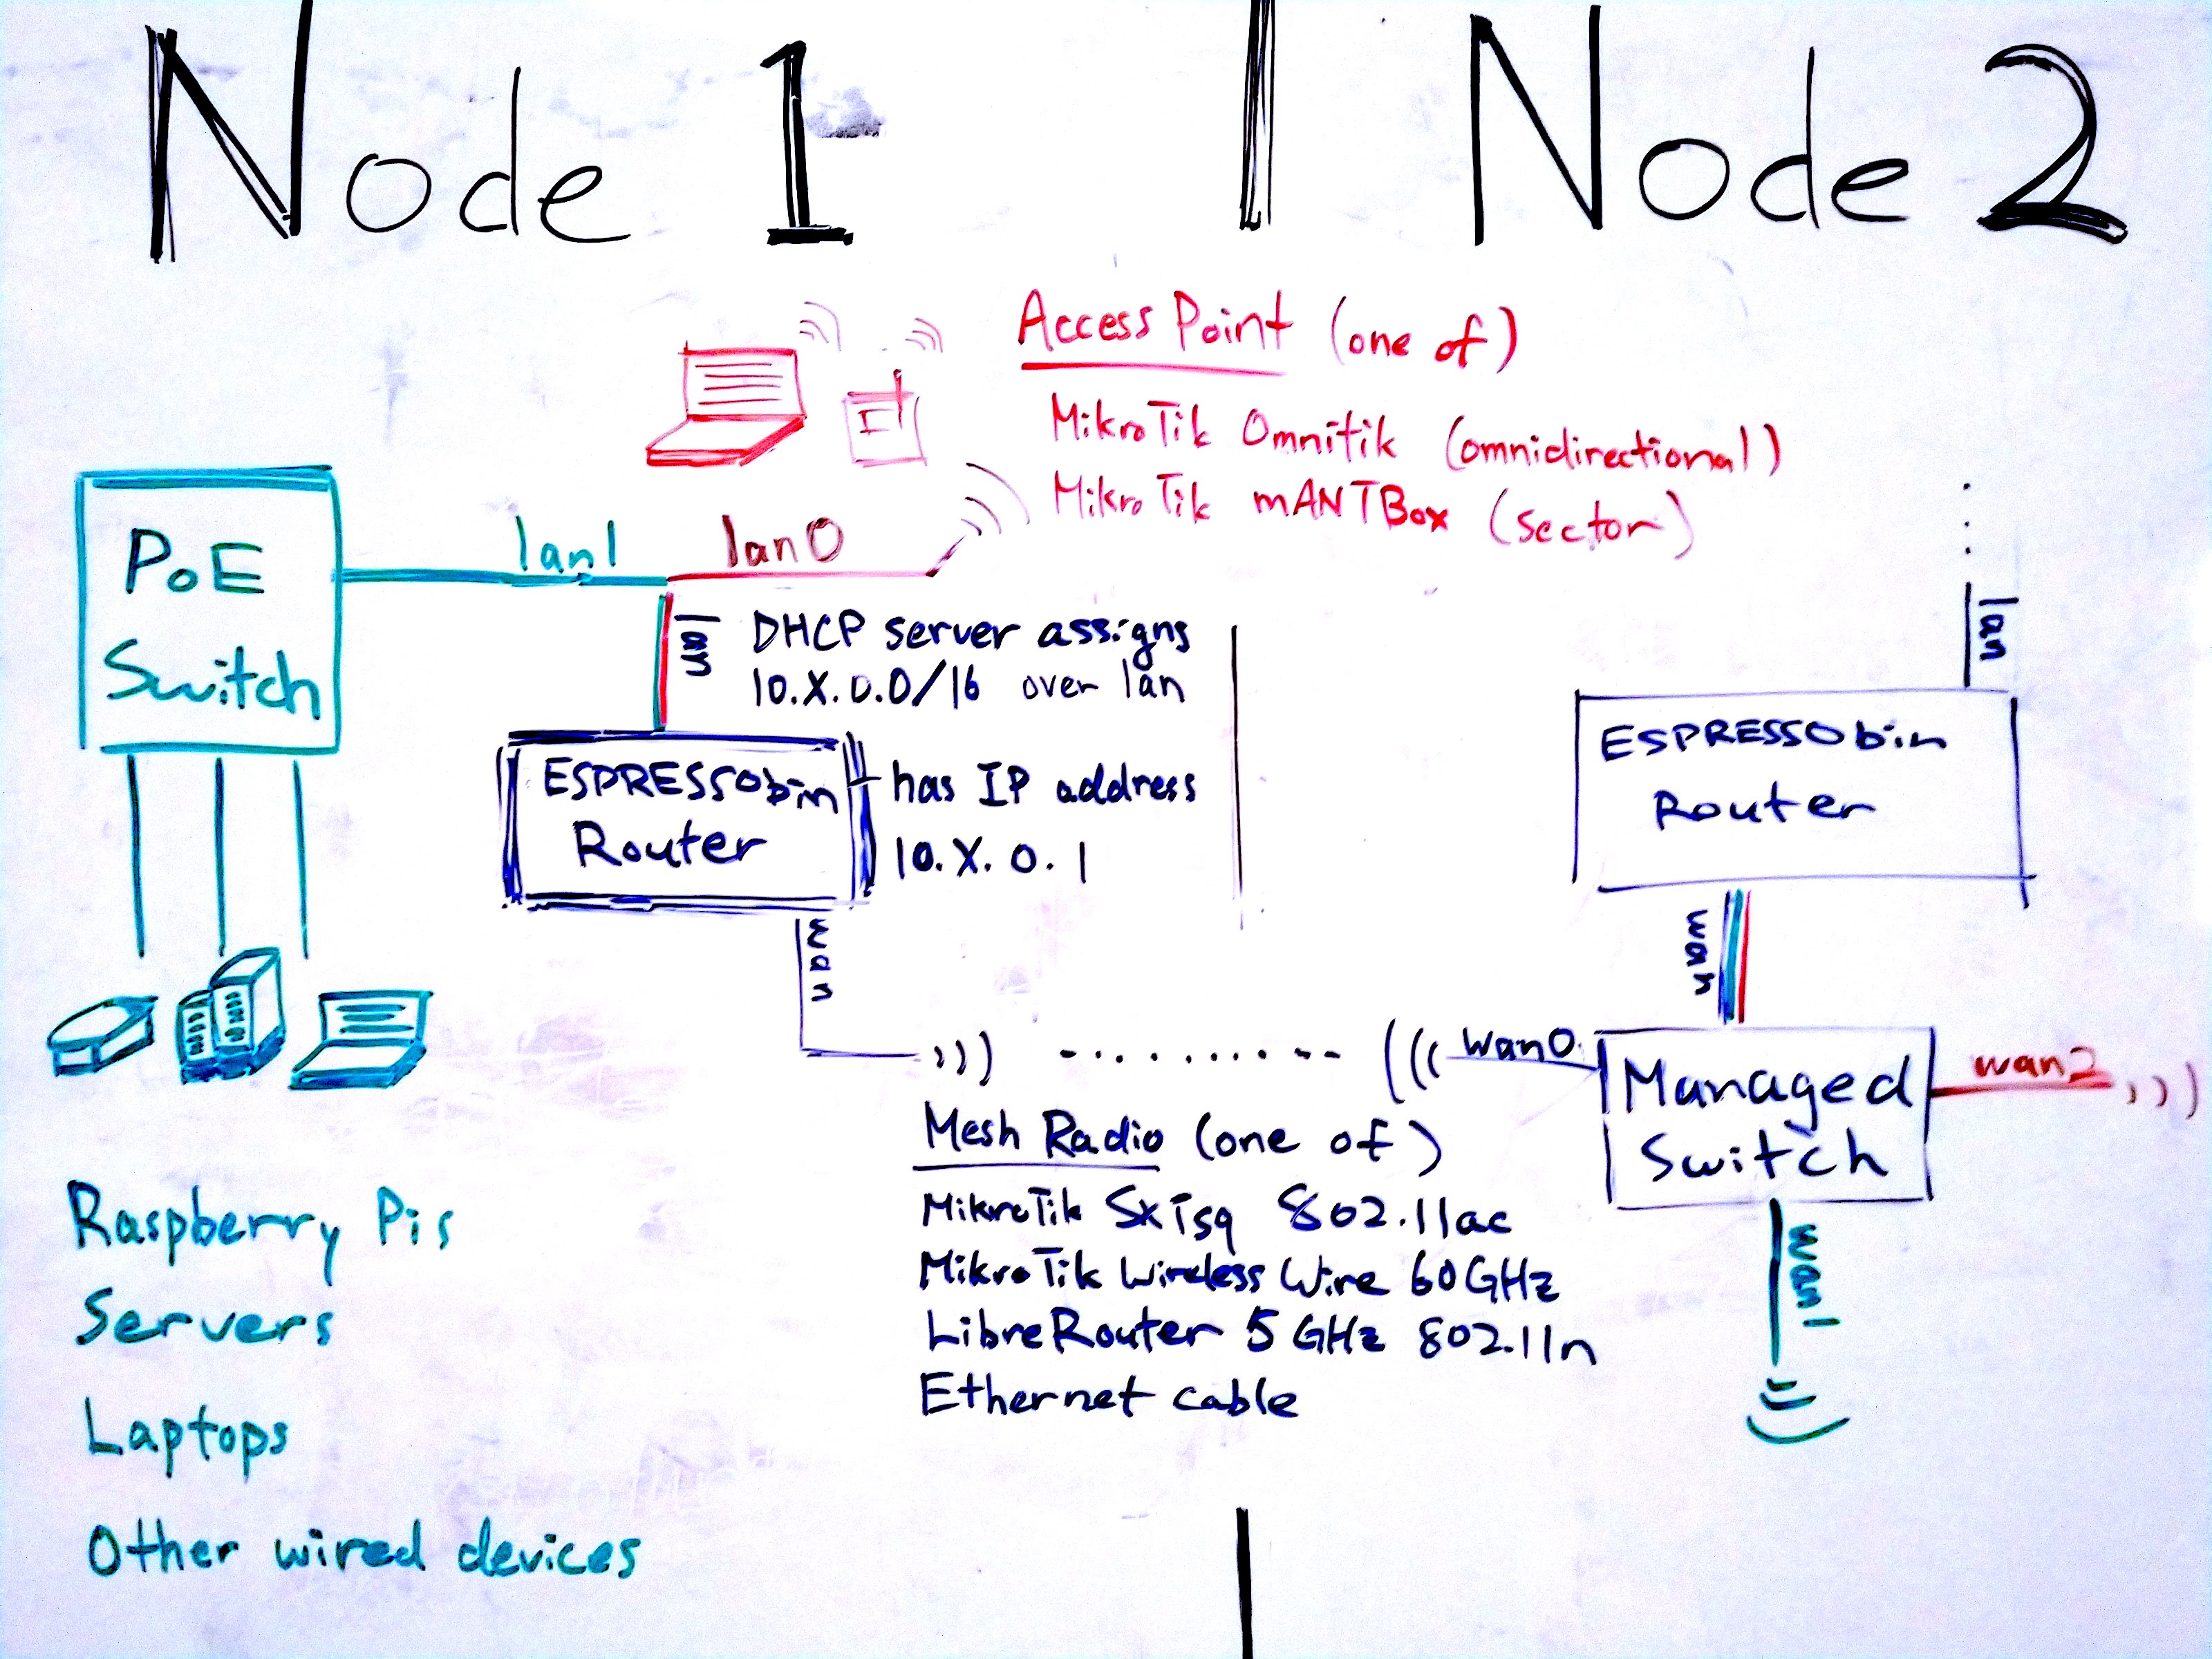 Node 1
Node 2
Access Point (one of)
MikroTik Omnitik (omnidirectional)
MikroTik mANTBox (sector)
PoE
Switch
lan1
lan0
lan
DHCP server assigns
10.X.0.0/16 over lan
ESPRESSObin
Router
has IP address
10.X.0.1
wan
lan
ESPRESSObin
Router
wan
wan0
Managed
Switch
wan2
wan1
Mesh Radio (one of)
MikroTik SXTsq 802.11ac
MikroTik Wireless Wire 60GHz
LibreRouter 5 GHz 802.11n
Ethernet cable
Raspberry Pis
Servers
Laptops
Other wired devices